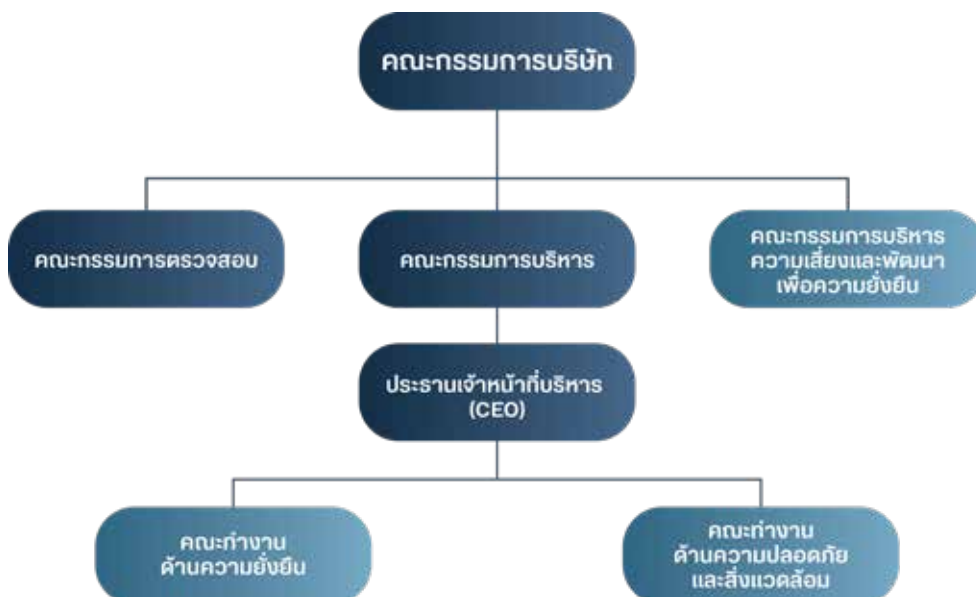 คณะกรรมการบริษัท
คณะกรรมการตรวจสอบ
คณะกรรมการบริหาร
คณะกรรมการบริหาร
ความเสี่ยงและพัฒนา
เพื่อความยั่งยืน
ประธานเจ้าหน้าที่บริหาร
(CEO)
คณะทำงาน
ด้านความยั่งยืน
คณะทำงาน
ด้านความปลอดภัย
และสิ่งแวดล้อม